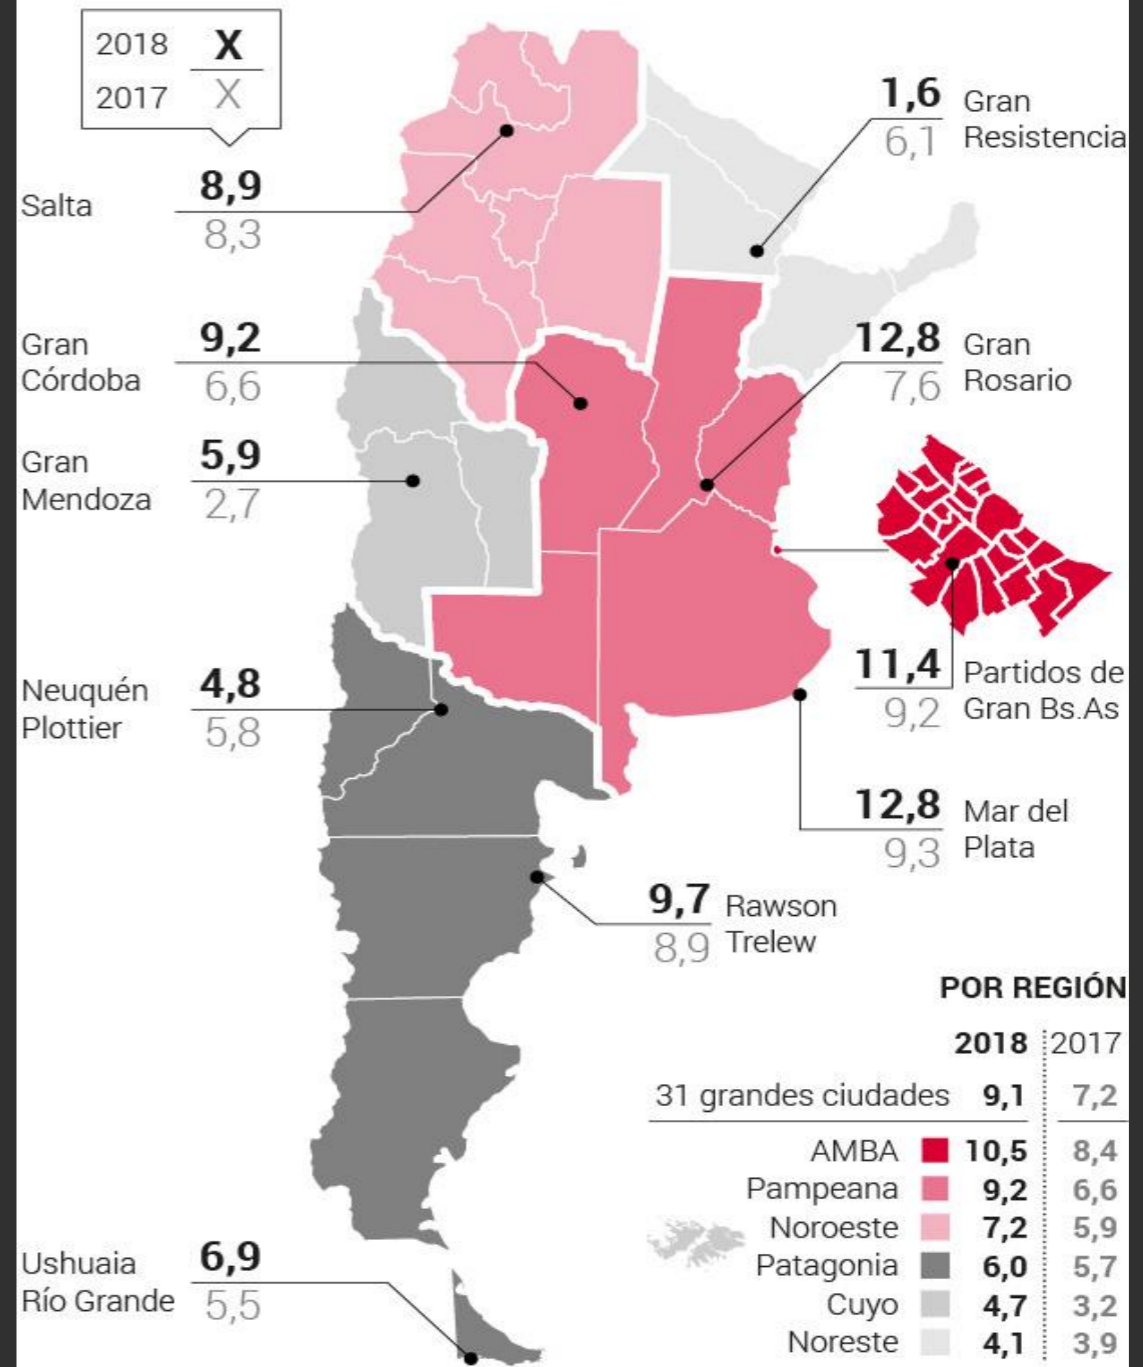 2018 X
2017 X
Salta 8,9
8,3
Gran
Córdoba
9,2
6,6
Gran
Mendoza
5,9
2,7
Neuquén
Plottier
4,8
5,8
Ushuaia
Río Grande
6,9
5,5
1,6
6,1
Gran
Resistencia
12,8
7,6
Gran
Rosario
11,4
9,2
Partidos de
Gran Bs.As
12,8
9,3
Mar del
Plata
9,7
8,9
Rawson
Trelew
POR REGIÓN
2018 2017
31 grandes ciudades 9,1 7,2
AMBA 10,5 8,4
Pampeana 9,2 6,6
Noroeste 7,2 5,9
Patagonia 6,0 5,7
Cuyo 4,7 3,2
Noreste 4,1 3,9